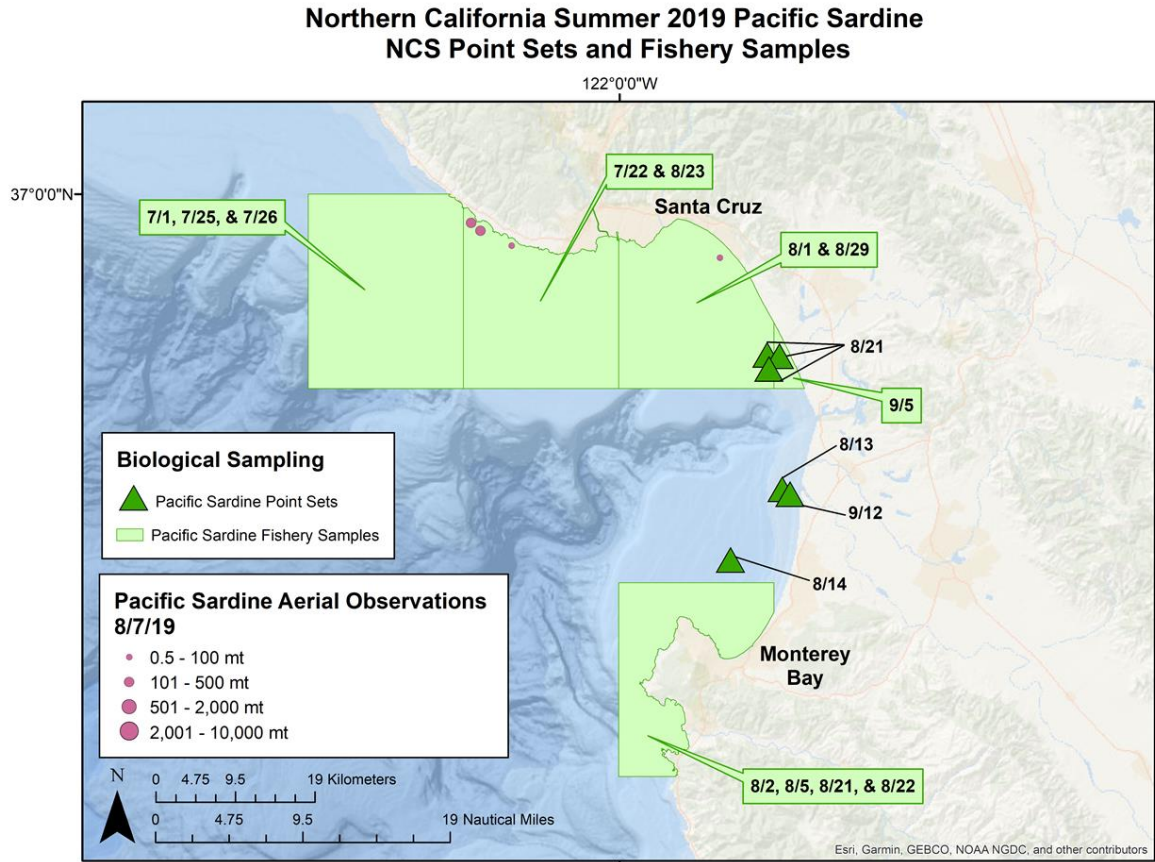 Northern California Summer 2019 Pacific Sardine
NCS Point Sets and Fishery Samples
122°0'0"W
37°0'0"N
7/22 & 8/23
Santa Cruz
7/1, 7/25, & 7/26
8/1 & 8/29
8/21
9/5
8/13
9/12
8/14
Biological Sampling
Pacific Sardine Point Sets
Pacific Sardine Fishery Samples
Pacific Sardine Aerial Observations
8/7/19
0.5 - 100 mt
101 - 500 mt
501 - 2,000 mt
2,001 - 10,000 mt
Monterey
Bay
8/2, 8/5, 8/21, & 8/22
N
0 4.75 9.5 19 Kilometers
0 4.75 9.5 19 Nautical Miles
Esri, Garmin, GEBCO, NOAA NGDC, and other contributors